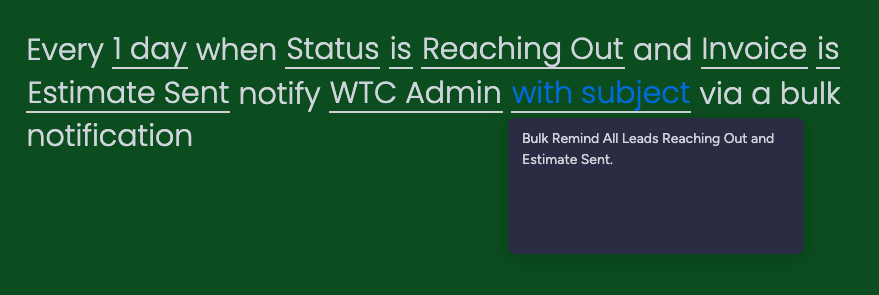 Every 1 day when Status is Reaching Out and Invoice is
Estimate Sent notify WTC Admin with subject via a bulk
notification
Bulk Remind All Leads Reaching Out and
Estimate Sent.